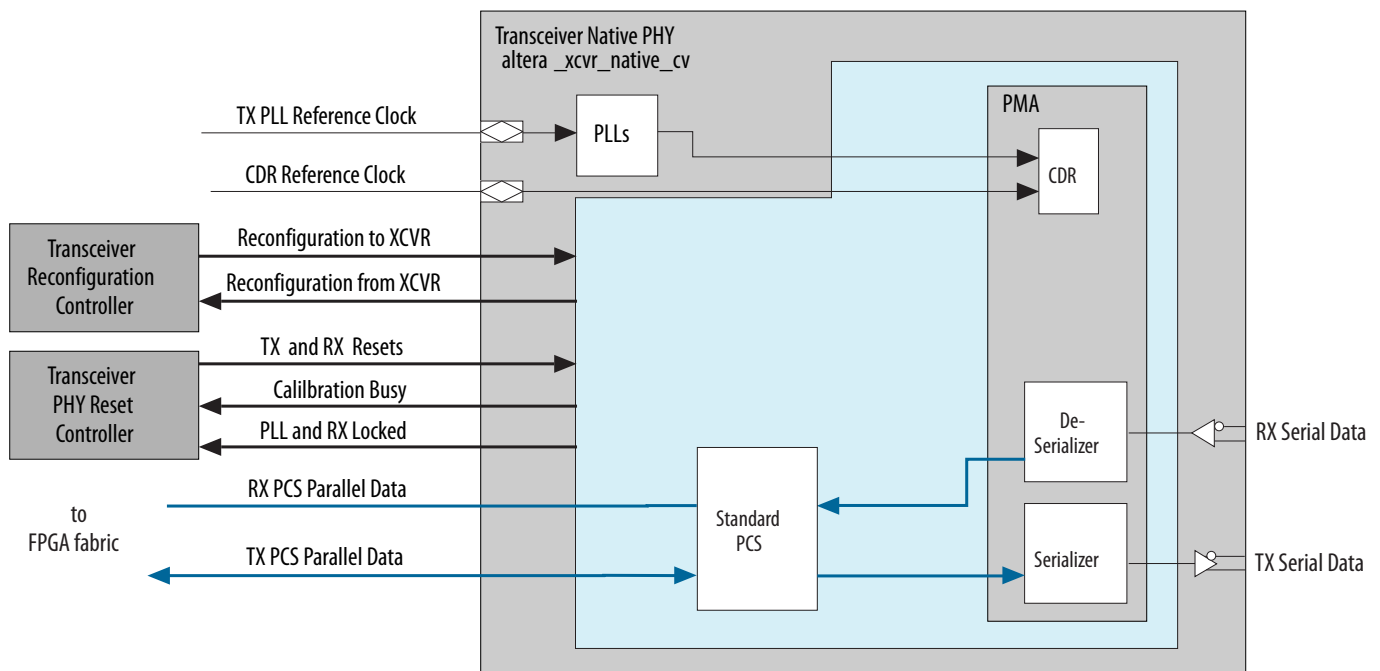 Transceiver Native PHY
altera _xcvr_native_cv
TX PLL Reference Clock
PLLs
PMA
CDR
CDR Reference Clock
Transceiver
Reconfiguration
Controller
Reconfigura­tion to XCVR
Reconfiguration from XCVR
Transceiver
PHY Reset
Controller
TX and RX Resets
Calilbration Busy
PLL and RX Locked
De-
Serializer
RX Serial Data
RX PCS Parallel Data
to
FPGA fabric
Standard
PCS
TX PCS Parallel Data
Serializer
TX Serial Data